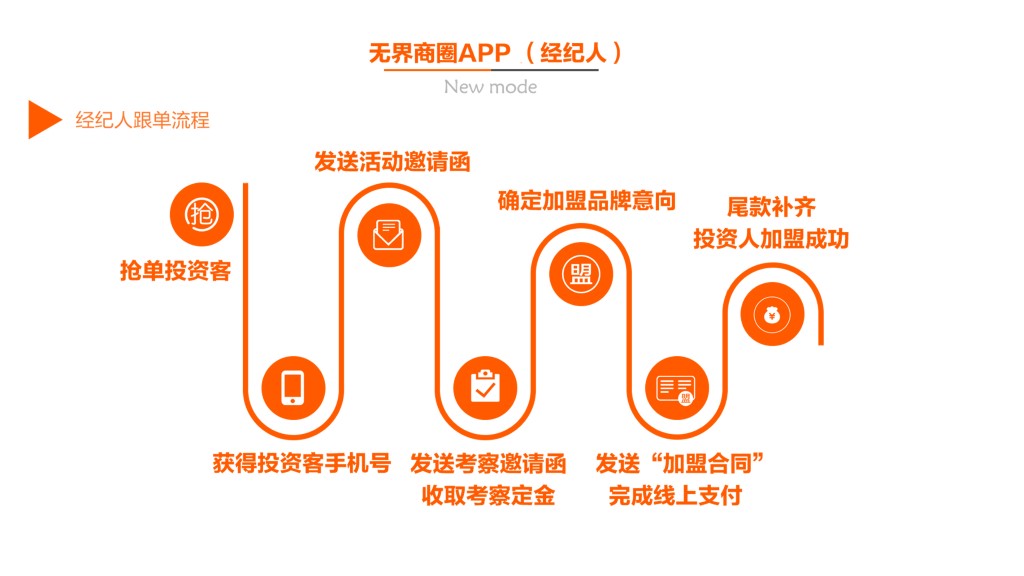 无界商圈APP（经纪人）
New mode
经纪人跟单流程
抢
抢单投资客
获得投资客手机号
发送活动邀请函
发送考察邀请函
收取考察定金
盟
确定加盟品牌意向
盟
发送“加盟合同”
完成线上支付
尾款补齐
投资人加盟成功
¥